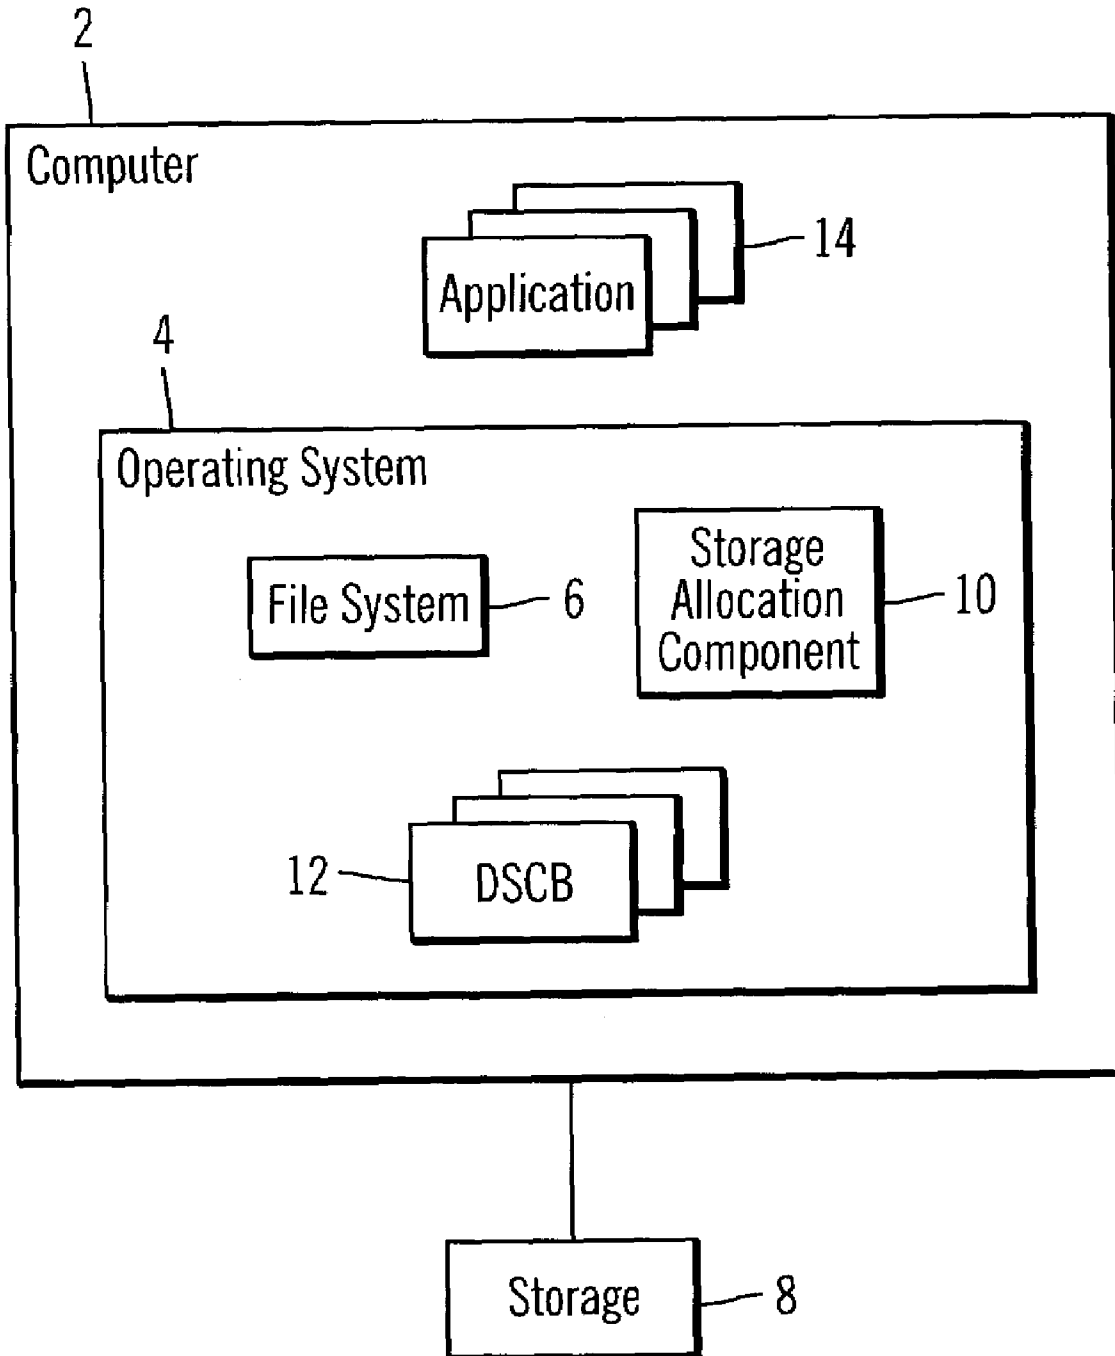 2
Computer
Application
14
4
Operating System
File System
6
Storage
Allocation
Component
10
12
DSCB
Storage
8